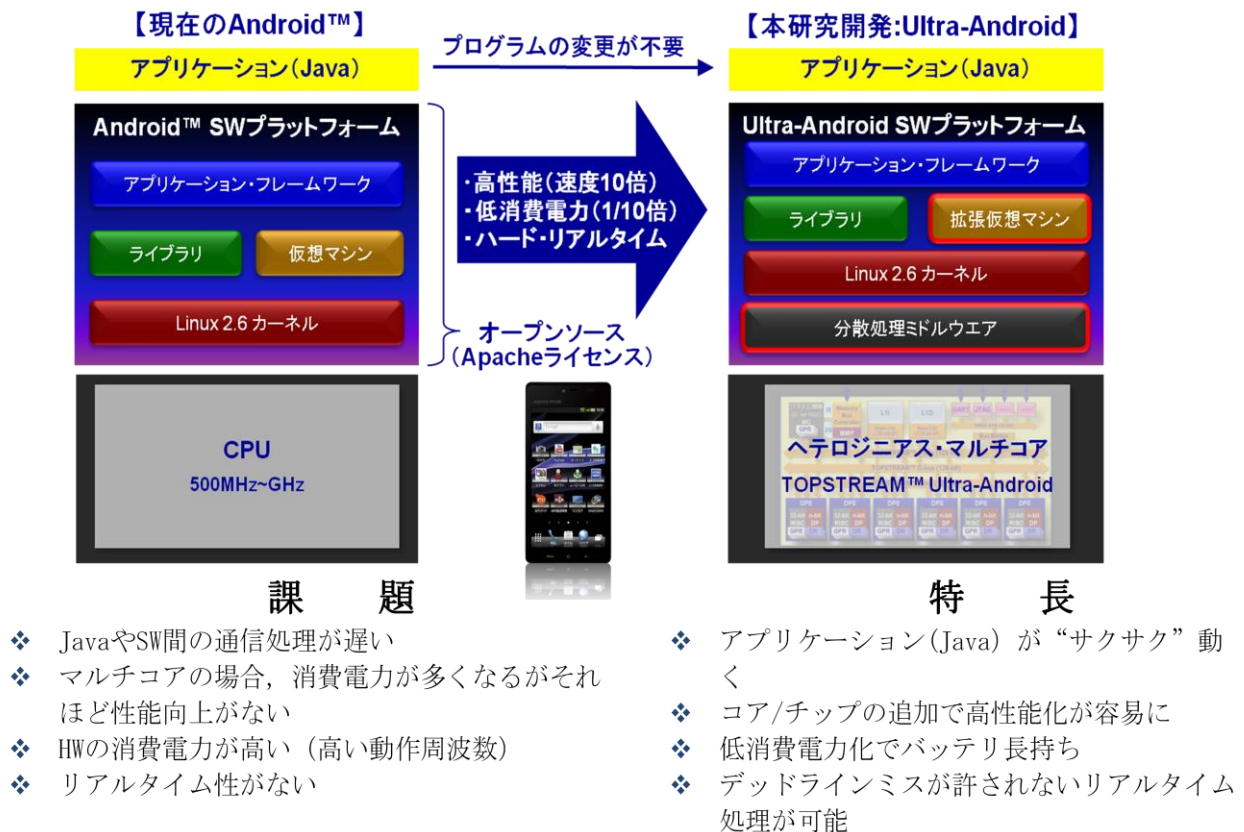 【現在のAndroid™】
アプリケーション(Java)
プログラムの変更が不要
【本研究開発:Ultra-Android】
アプリケーション(Java)
Android™ SWプラットフォーム
アプリケーション・フレームワーク
ライブラリ
仮想マシン
Linux 2.6 カーネル
・高性能(速度10倍)
・低消費電力(1/10倍)
・ハード・リアルタイム
オープンソース
(Apacheライセンス)
Ultra-Android SWプラットフォーム
アプリケーション・フレームワーク
ライブラリ
拡張仮想マシン
Linux 2.6 カーネル
分散処理ミドルウエア
CPU
500MHz~GHz
ヘテロジニアス・マルチコア
TOPSTREAM™ Ultra-Android
課 題
❖ JavaやSW間の通信処理が遅い
❖ マルチコアの場合，消費電力が多くなるがそれ
ほど性能向上がない
❖ HWの消費電力が高い（高い動作周波数）
❖ リアルタイム性がない
特 長
❖ アプリケーション(Java) が“サクサク”動
く
❖ コア/チップの追加で高性能化が容易に
❖ 低消費電力化でバッテリ長持ち
❖ デッドラインミスが許されないリアルタイム
処理が可能